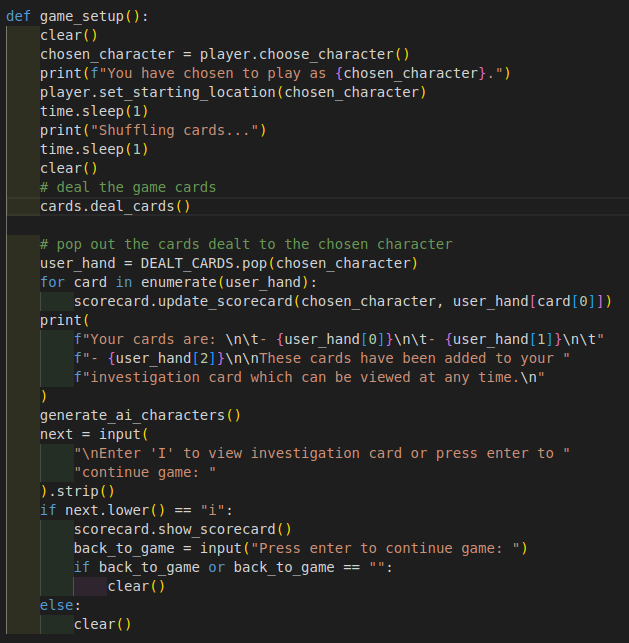 def game_setup():
    clear()
    chosen_character = player.choose_character()
    print(f"You have chosen to play as {chosen_character}.")
    player.set_starting_location(chosen_character)
    time.sleep(1)
    print("Shuffling cards...")
    time.sleep(1)
    clear()
    # deal the game cards
    cards.deal_cards()

    # pop out the cards dealt to the chosen character
    user_hand = DEALT_CARDS.pop(chosen_character)
    for card in enumerate(user_hand):
        scorecard.update_scorecard(chosen_character, user_hand[card[0]])
    print(
        f"Your cards are: \n\t- {user_hand[0]}\n\t- {user_hand[1]}\n\t"
        f"- {user_hand[2]}\n\nThese cards have been added to your "
        f"investigation card which can be viewed at any time.\n"
    )
    generate_ai_characters()
    next = input(
        "\nEnter 'I' to view investigation card or press enter to "
        "continue game: "
    ).strip()
    if next.lower() == "i":
        scorecard.show_scorecard()
        back_to_game = input("Press enter to continue game: ")
        if back_to_game or back_to_game == "":
            clear()
    else:
        clear()